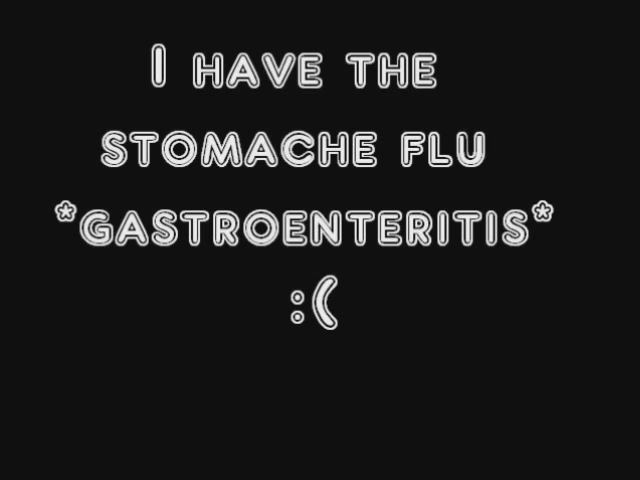 I HAVE THE
STOMACHE FLU
*GASTROENTERITIS*
:(